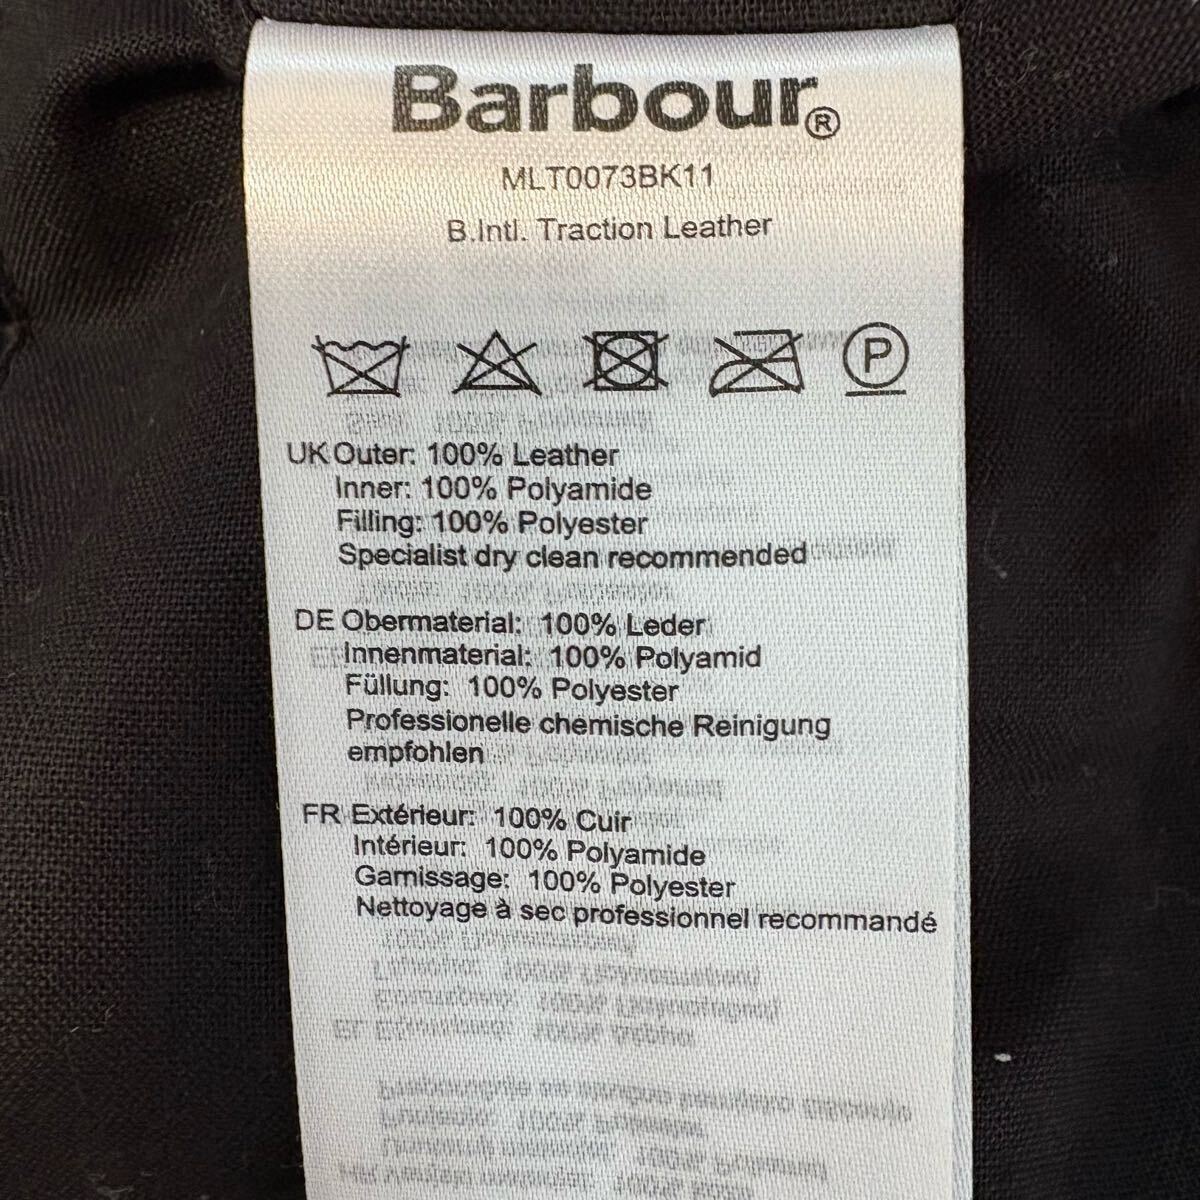 Barbour®
MLT0073BK11
B.Intl. Traction Leather
P
UK Outer: 100% Leather
Inner: 100% Polyamide
Filling: 100% Polyester
Specialist dry clean recommended
DE Obermaterial: 100% Leder
Innenmaterial: 100% Polyamid
Füllung: 100% Polyester
Professionelle chemische Reinigung
empfohlen
FR Extérieur: 100% Cuir
Intérieur: 100% Polyamide
Garnissage: 100% Polyester
Nettoyage à sec professionnel recommandé